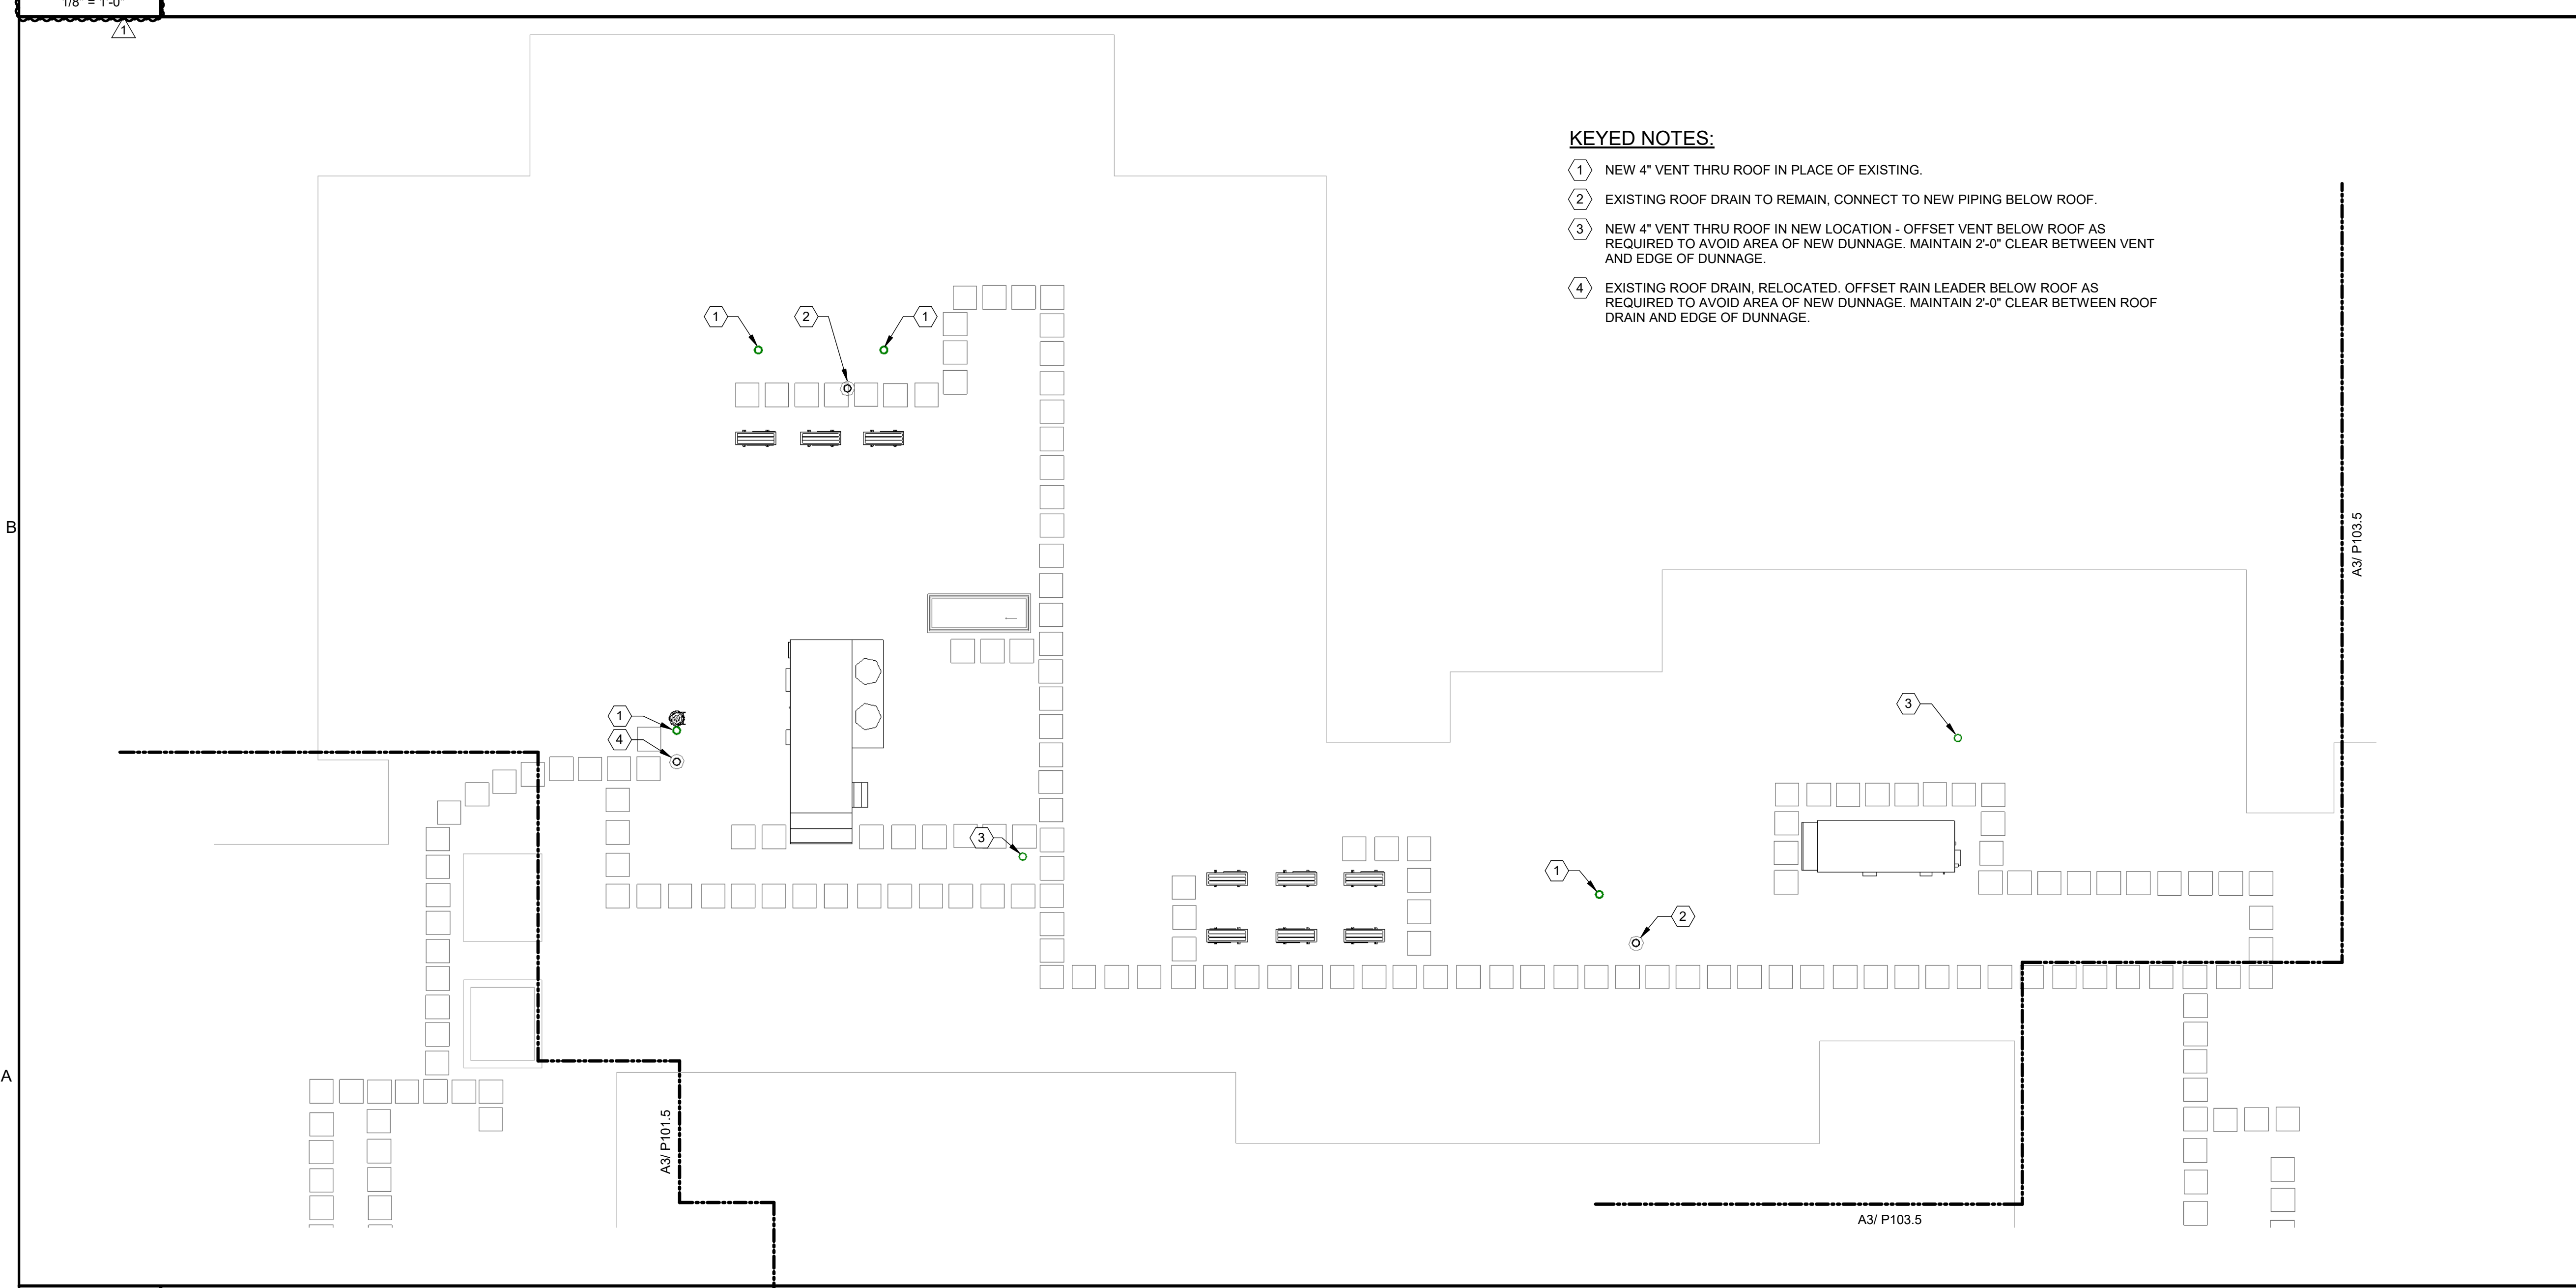 1/8" = 1'-0"
1
KEYED NOTES:
1 NEW 4" VENT THRU ROOF IN PLACE OF EXISTING.
2 EXISTING ROOF DRAIN TO REMAIN, CONNECT TO NEW PIPING BELOW ROOF.
3 NEW 4" VENT THRU ROOF IN NEW LOCATION - OFFSET VENT BELOW ROOF AS
REQUIRED TO AVOID AREA OF NEW DUNNAGE. MAINTAIN 2'-0" CLEAR BETWEEN VENT
AND EDGE OF DUNNAGE.
4 EXISTING ROOF DRAIN, RELOCATED. OFFSET RAIN LEADER BELOW ROOF AS
REQUIRED TO AVOID AREA OF NEW DUNNAGE. MAINTAIN 2'-0" CLEAR BETWEEN ROOF
DRAIN AND EDGE OF DUNNAGE.
1
2
1
B
A3/ P103.5
1
4
3
3
1
2
A
A3/ P101.5
A3/ P103.5